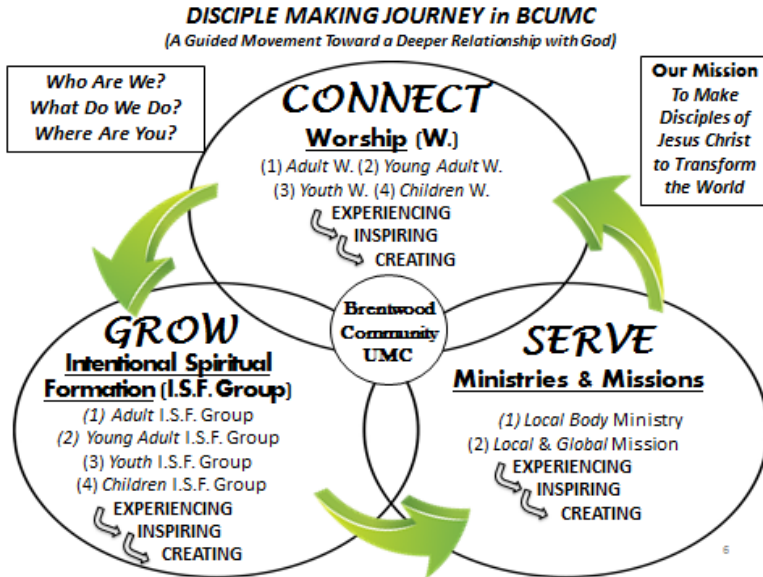 DISCIPLE MAKING JOURNEY in BCUMC
(A Guided Movement Toward a Deeper Relationship with God)
Who Are We?
What Do We Do?
Where Are You?
Our Mission
To Make
Disciples of
Jesus Christ
to Transform
the World
CONNECT
Worship (W.)
(1) Adult W. (2) Young Adult W.
(3) Youth W. (4) Children W.
EXPERIENCING
INSPIRING
CREATING
Brentwood
Community
UMC
GROW
Intentional Spiritual
Formation (I.S.F. Group)
(1) Adult I.S.F. Group
(2) Young Adult I.S.F. Group
(3) Youth I.S.F. Group
(4) Children I.S.F. Group
EXPERIENCING
INSPIRING
CREATING
SERVE
Ministries & Missions
(1) Local Body Ministry
(2) Local & Global Mission
EXPERIENCING
INSPIRING
CREATING
6